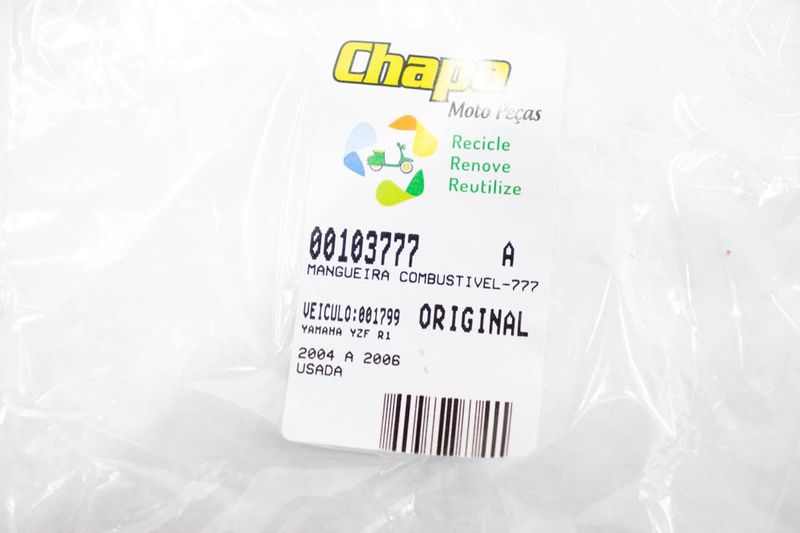 Chapa
Moto Peças
Recicle
Renove
Reutilize
00103777 A
MANGUEIRA COMBUSTIVEL-777
VEICULO:001799 ORIGINAL
YAMAHA YZF R1
2004 A 2006
USADA